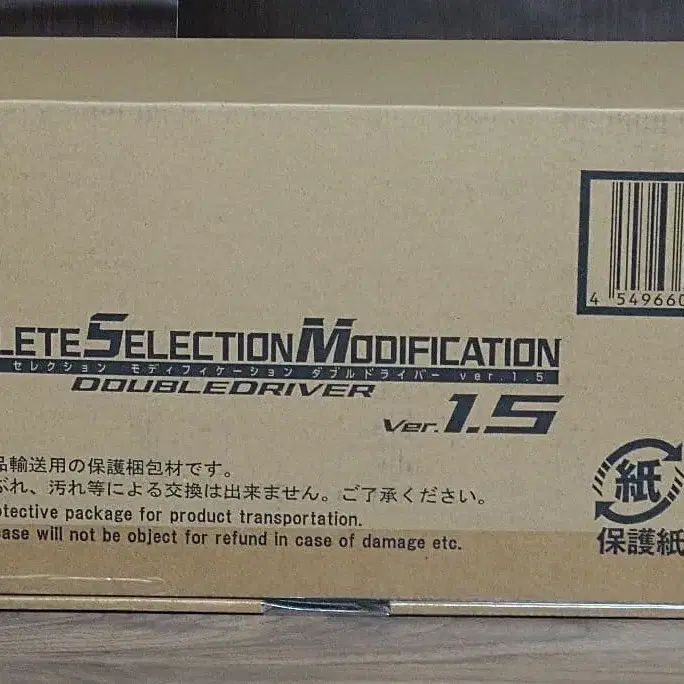 LETE SELECTION MODIFICATION
セレクション モディフィケーション ダブルドライバー ver.1.5
DOUBLEDRIVER
ver.1.5
品輸送用の保護梱包材です。
ぶれ、汚れ等による交換は出来ません。ご了承ください。
otective package for product transportation.
ase will not be object for refund in case of damage etc.
4 549660
紙
保護紙